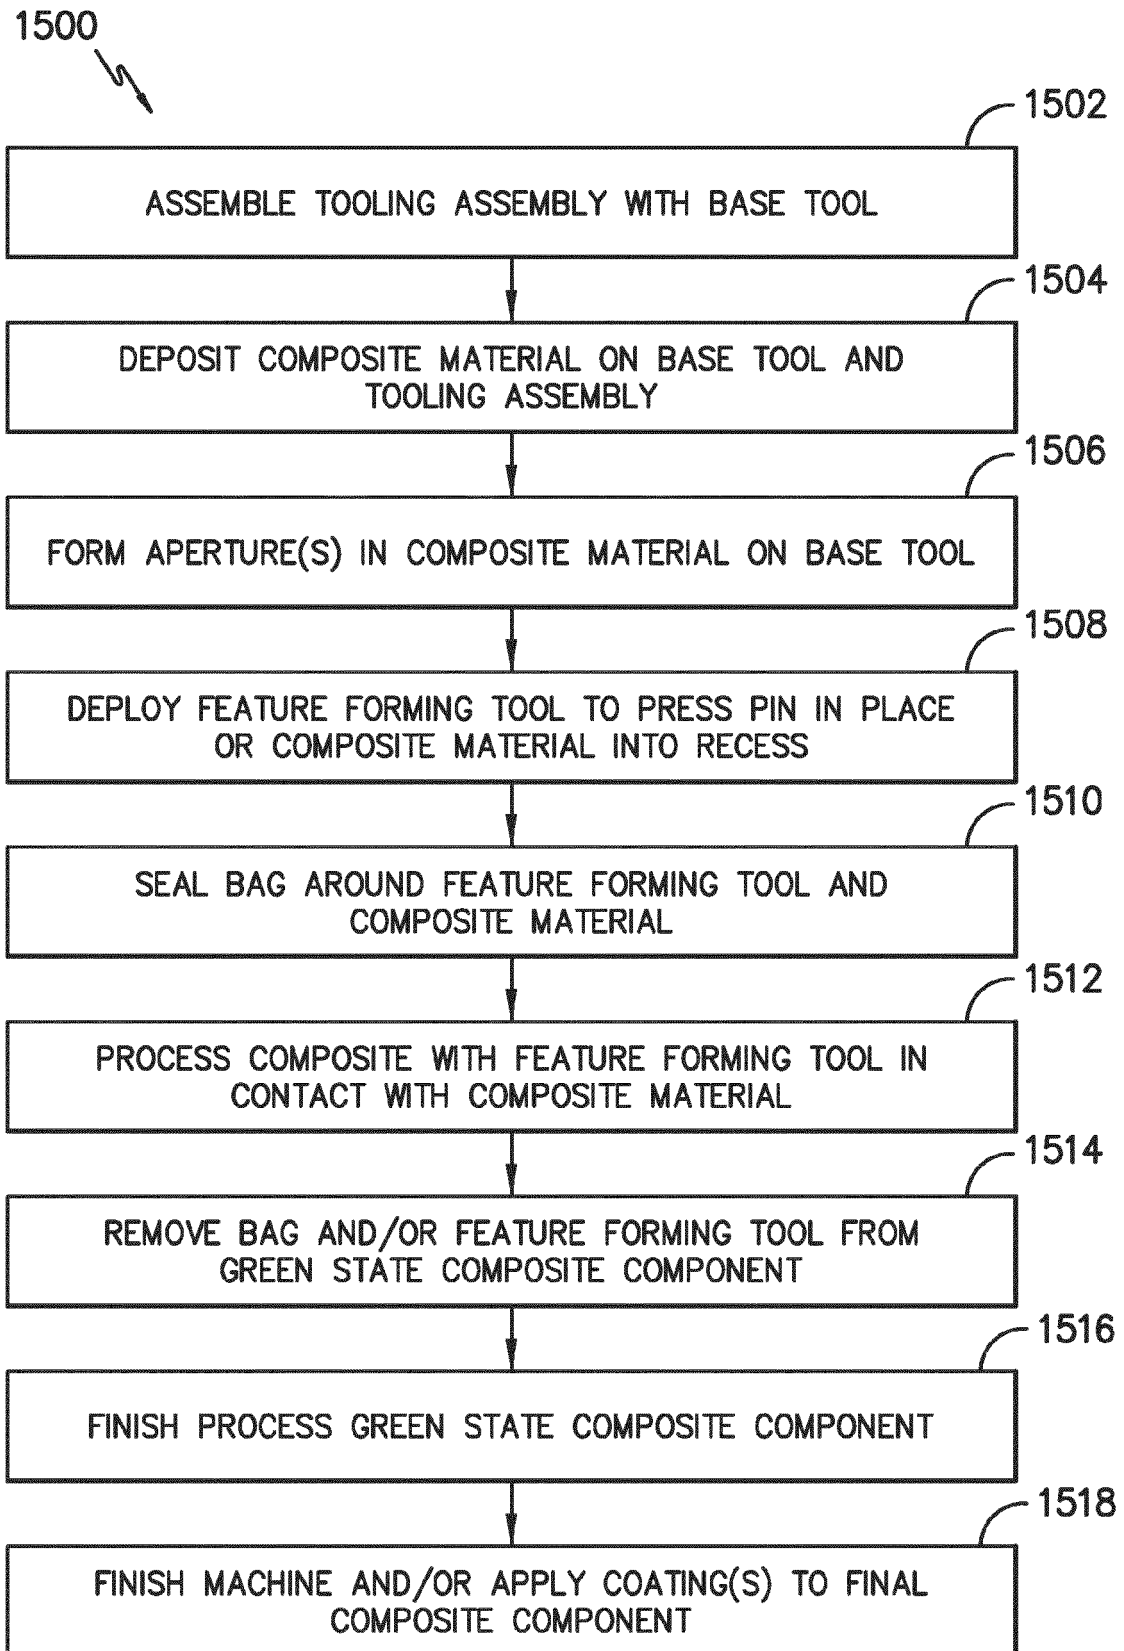 1500
1502
ASSEMBLE TOOLING ASSEMBLY WITH BASE TOOL
1504
DEPOSIT COMPOSITE MATERIAL ON BASE TOOL AND
TOOLING ASSEMBLY
1506
FORM APERTURE(S) IN COMPOSITE MATERIAL ON BASE TOOL
1508
DEPLOY FEATURE FORMING TOOL TO PRESS PIN IN PLACE
OR COMPOSITE MATERIAL INTO RECESS
1510
SEAL BAG AROUND FEATURE FORMING TOOL AND
COMPOSITE MATERIAL
1512
PROCESS COMPOSITE WITH FEATURE FORMING TOOL IN
CONTACT WITH COMPOSITE MATERIAL
1514
REMOVE BAG AND/OR FEATURE FORMING TOOL FROM
GREEN STATE COMPOSITE COMPONENT
1516
FINISH PROCESS GREEN STATE COMPOSITE COMPONENT
1518
FINISH MACHINE AND/OR APPLY COATING(S) TO FINAL
COMPOSITE COMPONENT